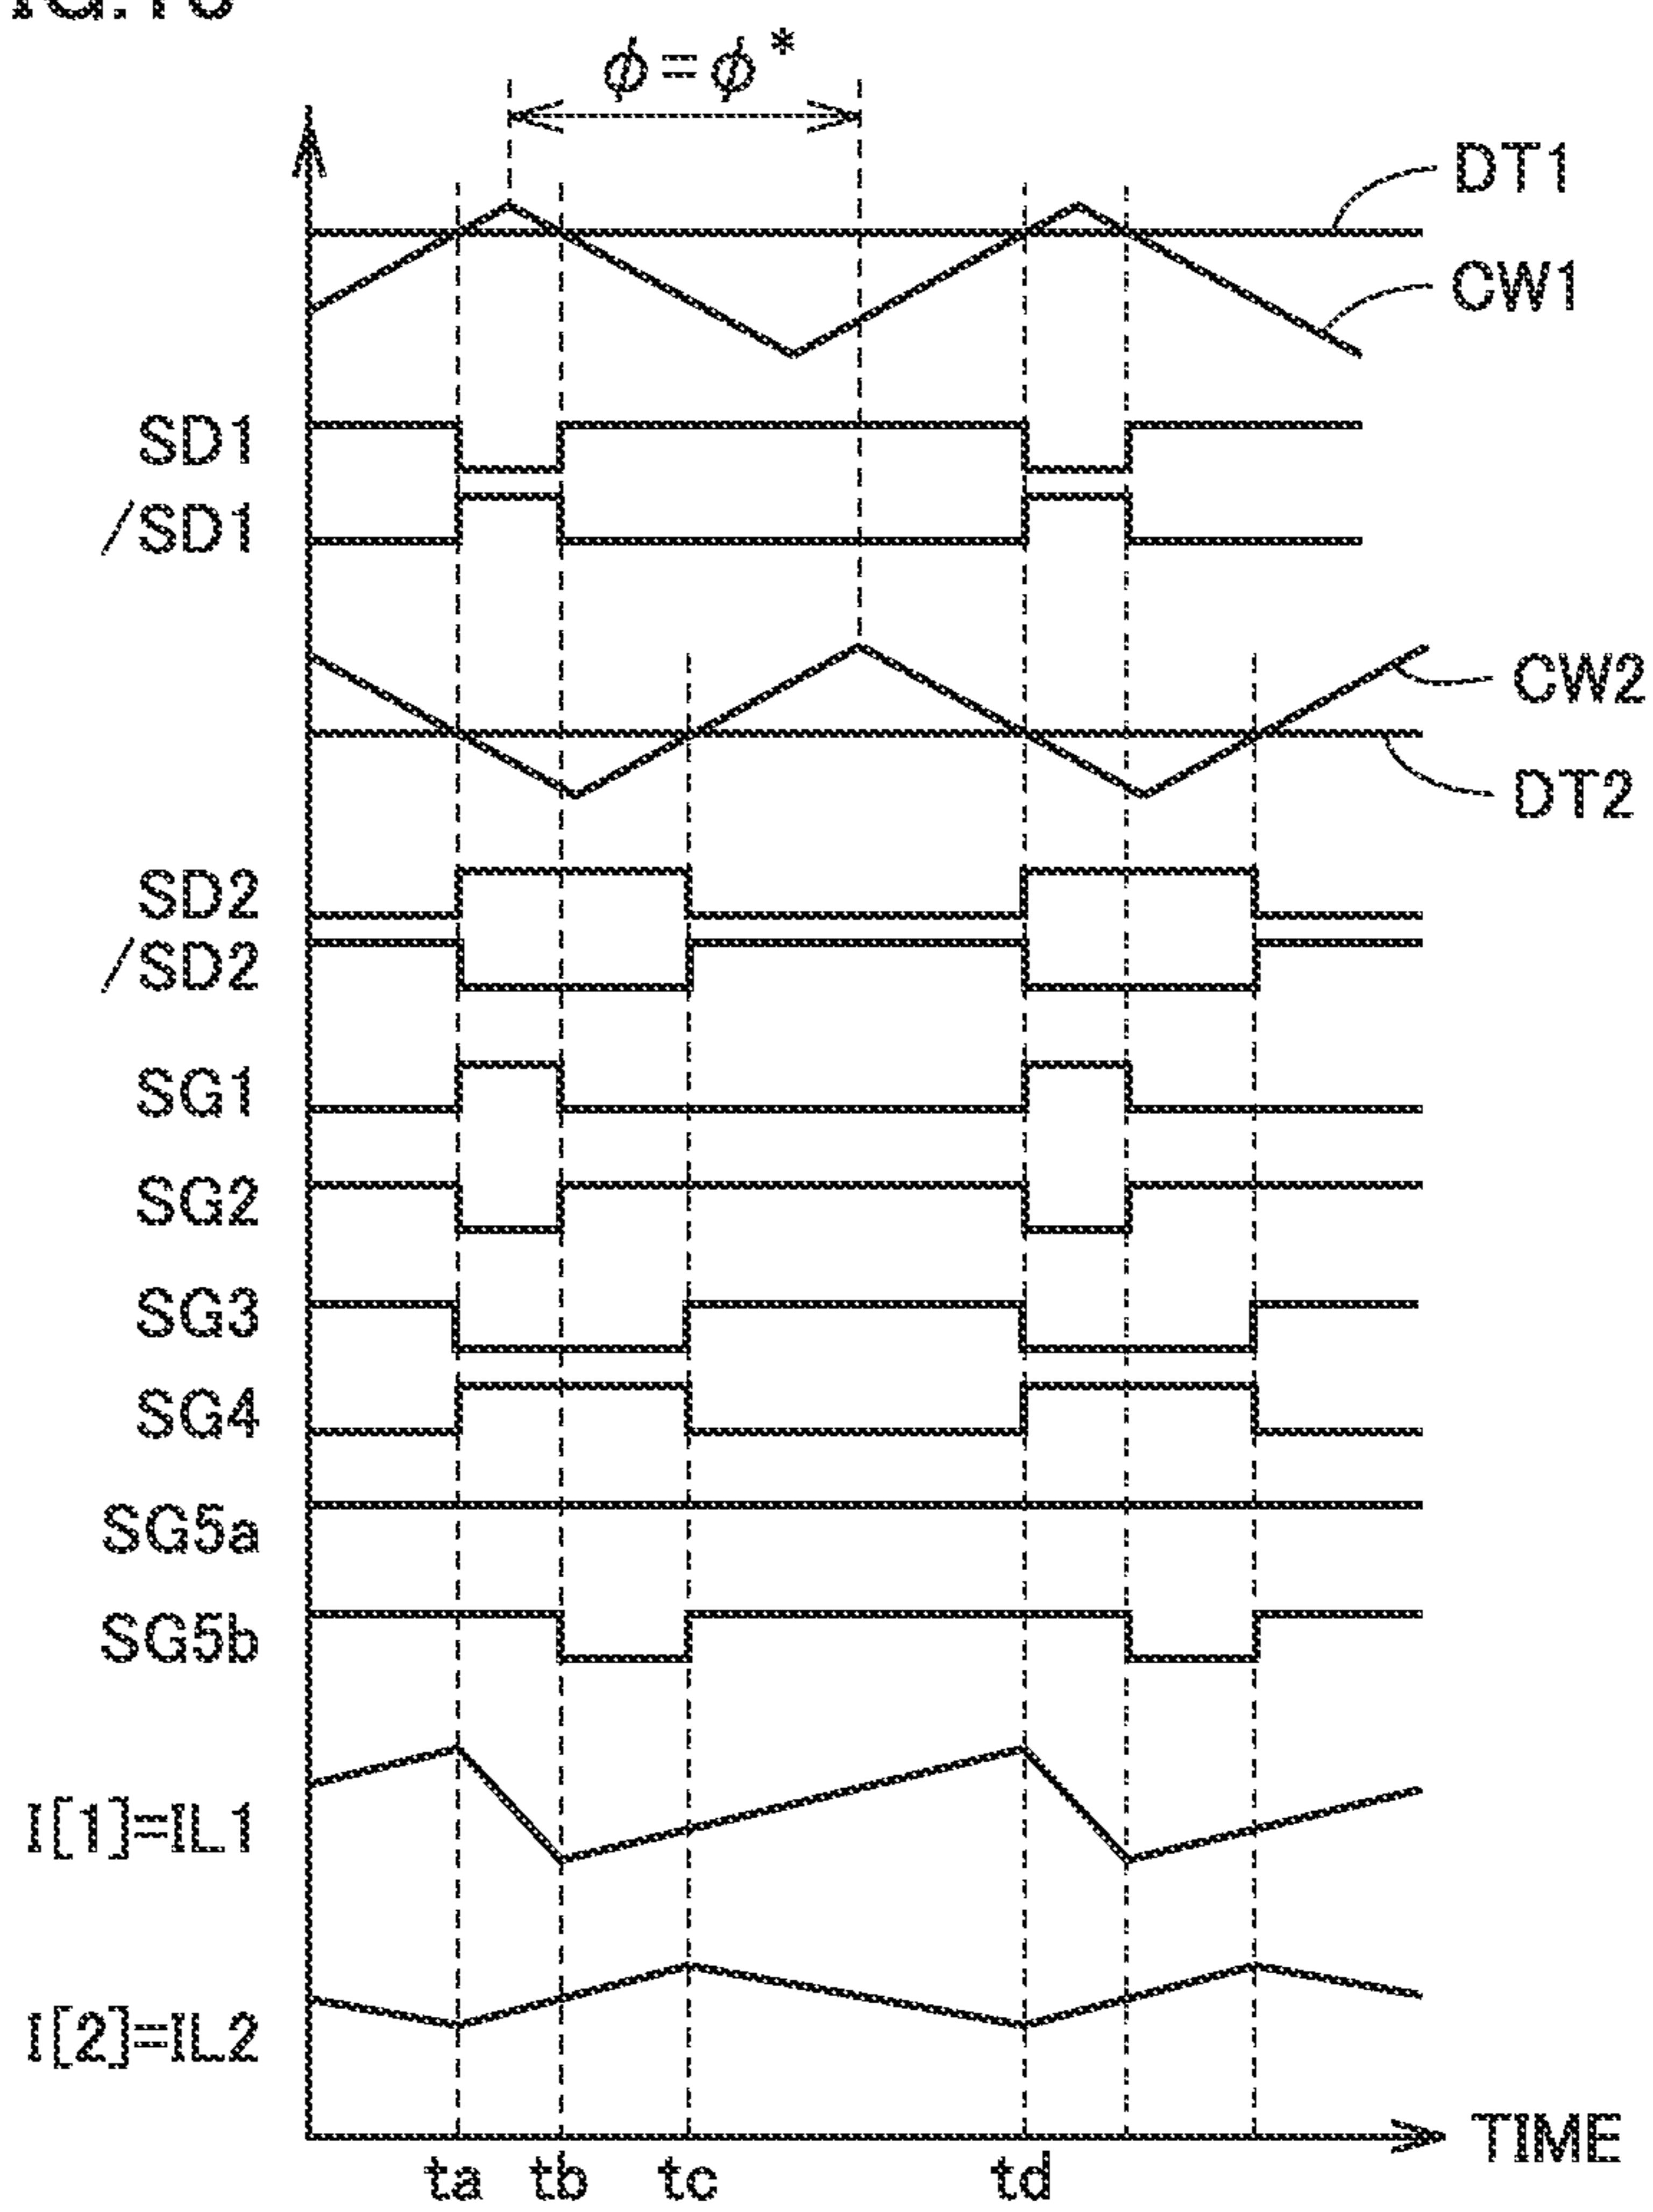 φ=φ*
DT1
CW1
SD1
/SD1
CW2
DT2
SD2
/SD2
SG1
SG2
SG3
SG4
SG5a
SG5b
I[1]=IL1
I[2]=IL2
TIME
ta tb tc td